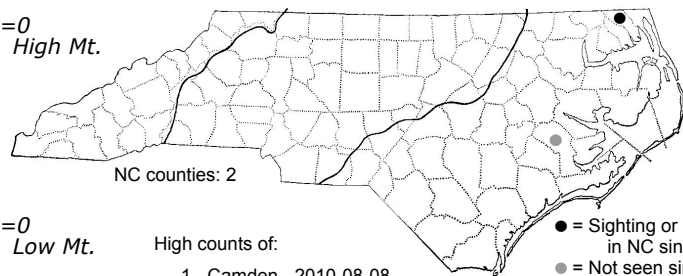 =0
High Mt.
NC counties: 2
=0
Low Mt.
High counts of:
1 - Camden - 2010-08-08
● = Sighting or
in NC sin
● = Not seen si